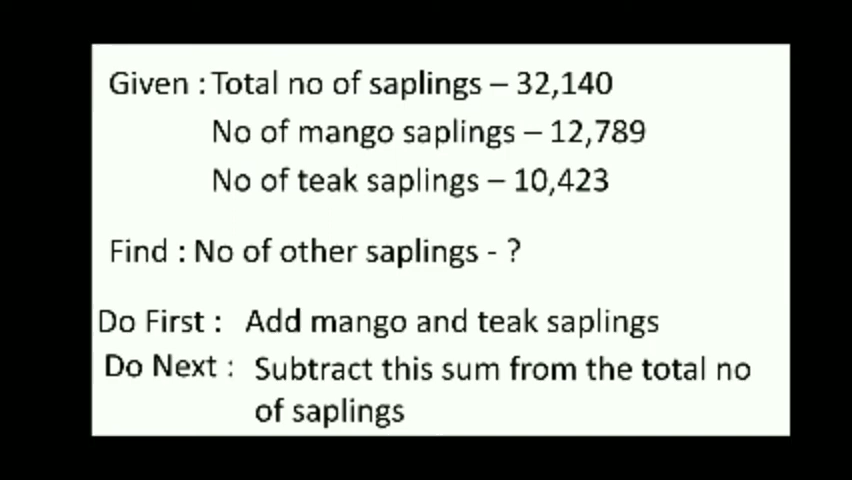 Given : Total no of saplings – 32,140
No of mango saplings – 12,789
No of teak saplings – 10,423
Find : No of other saplings - ?
Do First : Add mango and teak saplings
Do Next : Subtract this sum from the total no
of saplings